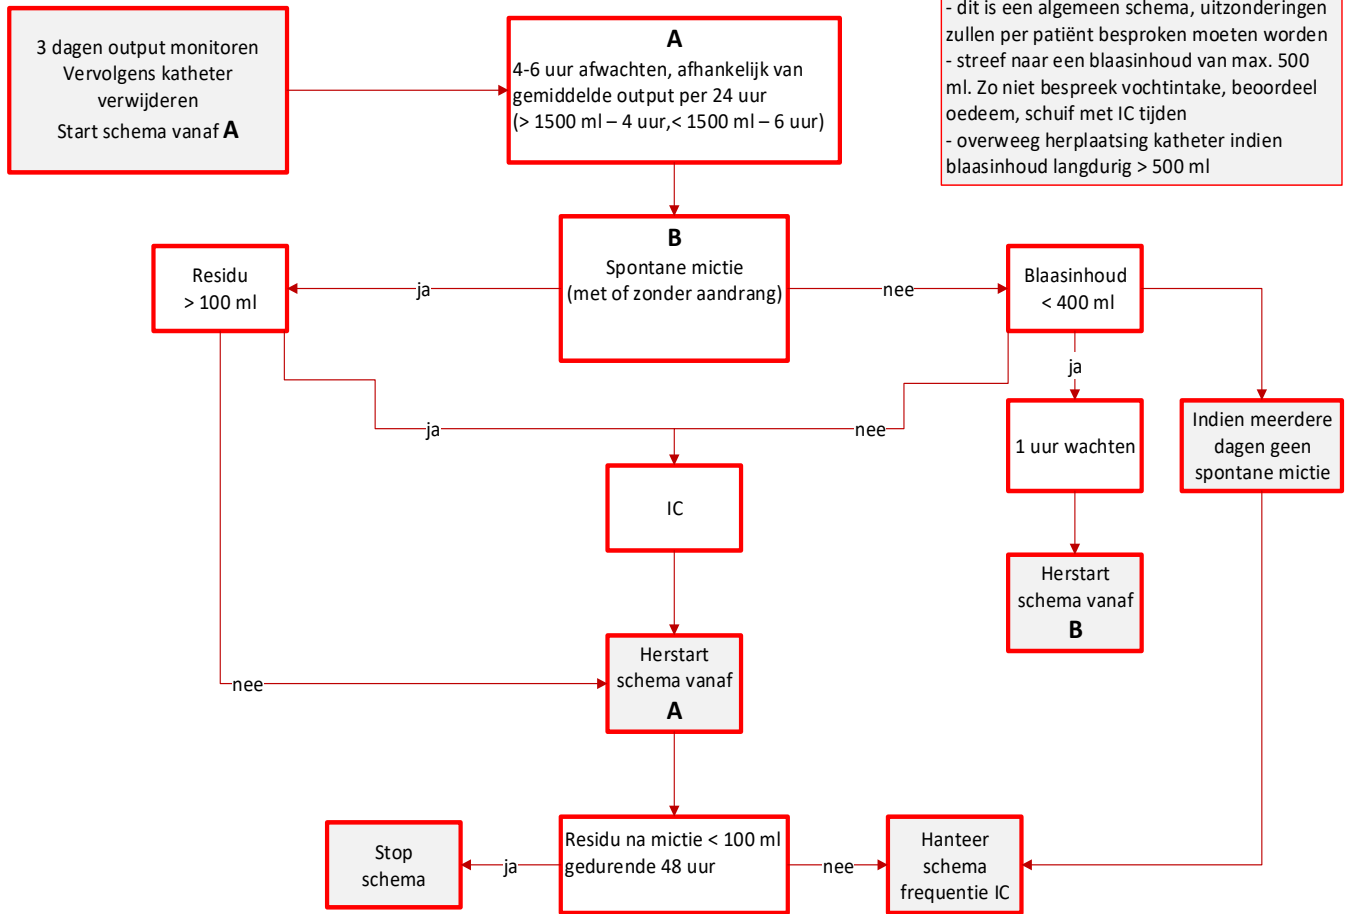 3 dagen output monitoren
Vervolgens katheter
verwijderen
Start schema vanaf A
A
4-6 uur afwachten, afhankelijk van
gemiddelde output per 24 uur
(> 1500 ml – 4 uur,< 1500 ml – 6 uur)
- dit is een algemeen schema, uitzonderingen
zullen per patiënt besproken moeten worden
- streef naar een blaasinhoud van max. 500
ml. Zo niet bespreek vochtintake, beoordeel
oedeem, schuif met IC tijden
- overweeg herplaatsing katheter indien
blaasinhoud langdurig > 500 ml
B
Spontane mictie
(met of zonder aandrang)
ja
nee
Residu
> 100 ml
Blaasinhoud
< 400 ml
ja
1 uur wachten
Indien meerdere
dagen geen
spontane mictie
ja
nee
IC
Herstart
schema vanaf
B
Herstart
schema vanaf
A
nee
Residu na mictie < 100 ml
gedurende 48 uur
ja
nee
Stop
schema
Hanteer
schema
frequentie IC